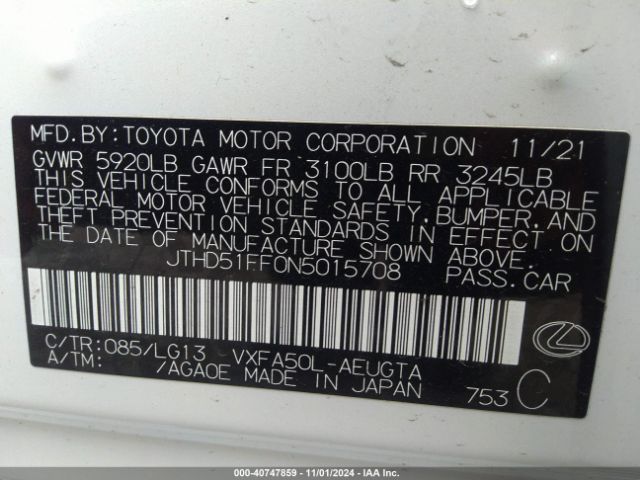 MFD.BY:TOYOTA MOTOR CORPORATION 11/21
GVWR 5920LB GAWR FR 3100LB RR 3245LB
THIS VEHICLE CONFORMS TO ALL APPLICABLE
FEDERAL MOTOR VEHICLE SAFETY,BUMPER,AND
THEFT PREVENTION STANDARDS IN EFFECT ON
THE DATE OF MANUFACTURE SHOWN ABOVE.
JTHD51FF0N5015708 PASS.CAR
C/TR:085/LG13 VXFA50L-AEUGTA
A/TM: /AGA0E MADE IN JAPAN 753 C
000-40747859 - 11/01/2024 - IAA Inc.